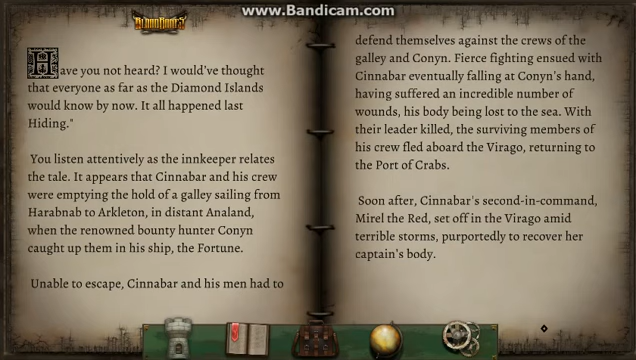 www.Bandicam.com
BLOODBONES
Have you not heard? I would've thought
that everyone as far as the Diamond Islands
would know by now. It all happened last
Hiding."
You listen attentively as the innkeeper relates
the tale. It appears that Cinnabar and his crew
were emptying the hold of a galley sailing from
Harabnab to Arkleton, in distant Analand,
when the renowned bounty hunter Conyn
caught up them in his ship, the Fortune.
Unable to escape, Cinnabar and his men had to
defend themselves against the crews of the
galley and Conyn. Fierce fighting ensued with
Cinnabar eventually falling at Conyn's hand,
having suffered an incredible number of
wounds, his body being lost to the sea. With
their leader killed, the surviving members of
his crew fled aboard the Virago, returning to
the Port of Crabs.
Soon after, Cinnabar's second-in-command,
Mirel the Red, set off in the Virago amid
terrible storms, purportedly to recover her
captain's body.